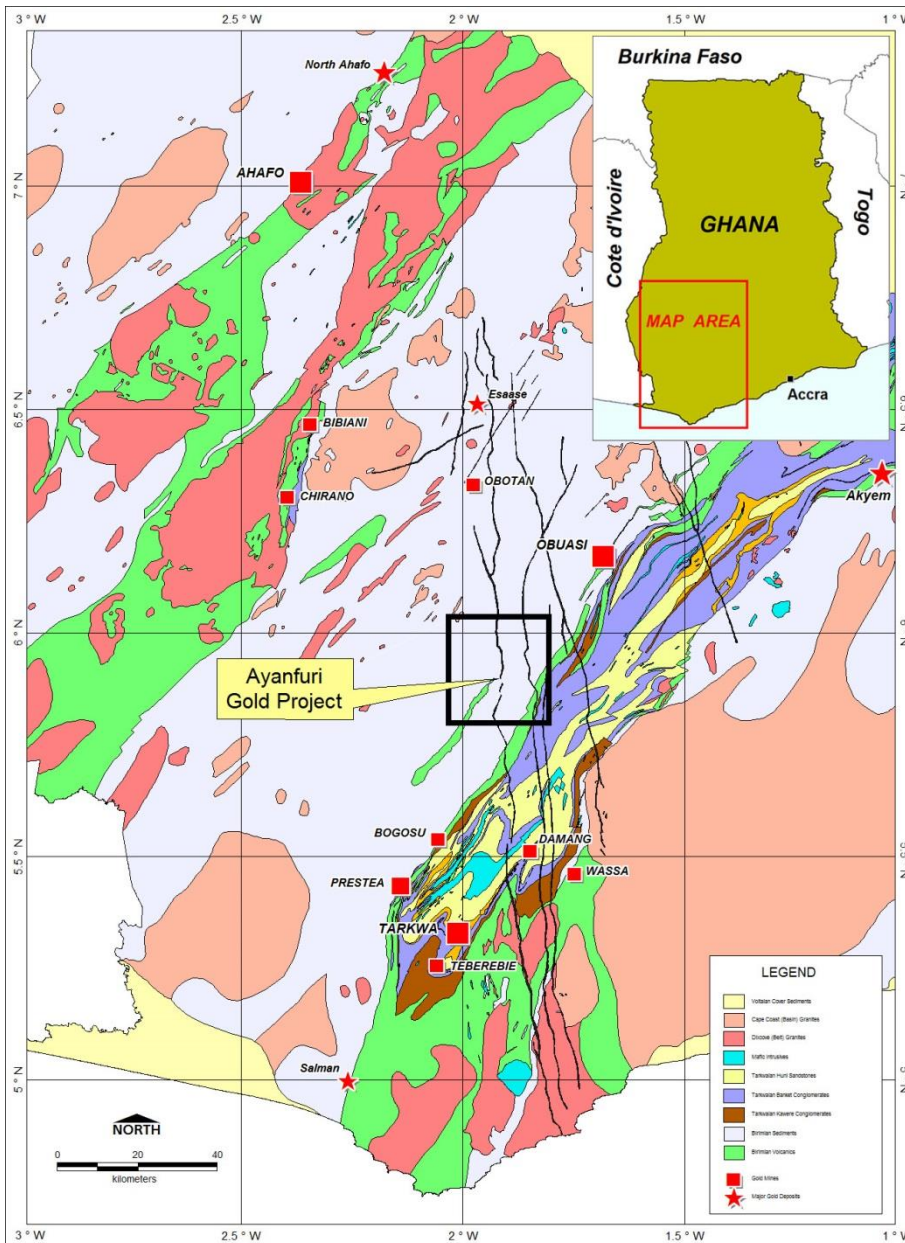 3 ° W
2.5 ° W
2 ° W
1.5 ° W
1 ° W
North Ahafo
AHAFO
7 ° N
Burkina Faso
Cote d'Ivoire
GHANA
Togo
MAP AREA
Accra
6.5 ° N
Esaase
BIBIANI
CHIRANO
OBOTAN
OBUASI
Akyem
6 ° N
Ayanfuri
Gold Project
BOGOSU
DAMANG
5.5 ° N
WASSA
PRESTEA
TARKWA
TEBEREBIE
Salman
5 ° N
NORTH
0 20 40
kilometers
LEGEND
Voltaian Cover Sediments
Cape Coast (Basin) Granites
Dixcove (Belt) Granites
Mafic Intrusives
Tarkwaian Huni Sandstones
Tarkwaian Banket Conglomerates
Tarkwaian Kawere Conglomerates
Birimian Sediments
Birimian Volcanics
Gold Mines
Major Gold Deposits
3 ° W
2.5 ° W
2 ° W
1.5 ° W
1 ° W